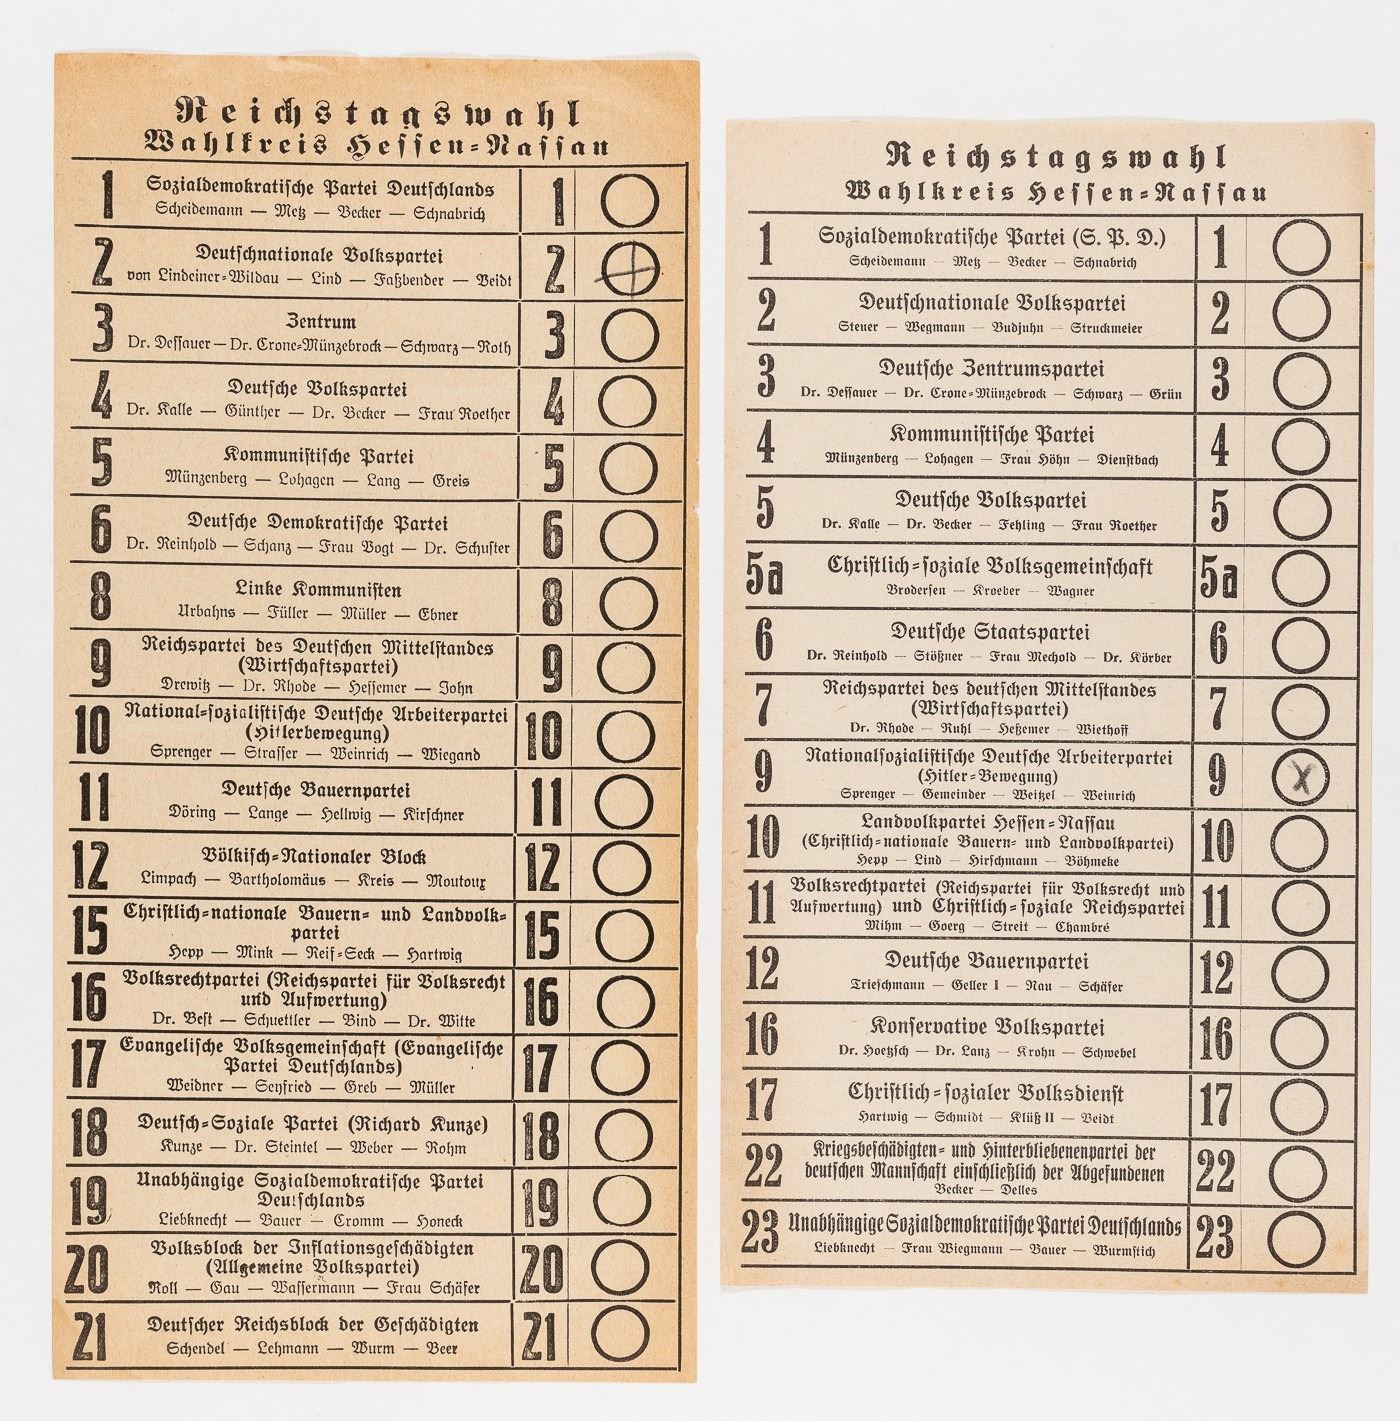 Reichstagswahl
Wahlkreis Hessen-Nassau
1 Sozialdemokratische Partei Deutschlands 1
Scheidemann — Metz — Becker — Schnabrich
2 Deutschnationale Volkspartei 2
von Lindeiner-Wildau — Lind — Faßbender — Veidt
3 Zentrum 3
Dr. Dessauer — Dr. Crone-Münzebrock — Schwarz — Roth
4 Deutsche Volkspartei 4
Dr. Kalle — Günther — Dr. Becker — Frau Roether
5 Kommunistische Partei 5
Münzenberg — Lohagen — Lang — Greis
6 Deutsche Demokratische Partei 6
Dr. Reinhold — Schanz — Frau Vogt — Dr. Schuster
8 Linke Kommunisten 8
Urbahns — Füller — Müller — Ebner
9 Reichspartei des Deutschen Mittelstandes 9
(Wirtschaftspartei)
Drewitz — Dr. Rhode — Hessemer — John
10 National-sozialistische Deutsche Arbeiterpartei 10
(Hitlerbewegung)
Sprenger — Strasser — Weinrich — Wiegand
11 Deutsche Bauernpartei 11
Döring — Lange — Hellwig — Kirschner
12 Völkisch-Nationaler Block 12
Limpach — Bartholomäus — Kreis — Moutoux
15 Christlich-nationale Bauern- und Landvolk- 15
partei
Hepp — Mink — Reif-Seck — Hartwig
16 Volksrechtpartei (Reichspartei für Volksrecht 16
und Aufwertung)
Dr. Best — Schuettler — Bind — Dr. Witte
17 Evangelische Volksgemeinschaft (Evangelische 17
Partei Deutschlands)
Weidner — Seyfried — Greb — Müller
18 Deutsch-Soziale Partei (Richard Kunze) 18
Kunze — Dr. Steintel — Weber — Rohm
19 Unabhängige Sozialdemokratische Partei 19
Deutschlands
Liebknecht — Bauer — Cromm — Honeck
20 Volksblock der Inflationsgeschädigten 20
(Allgemeine Volkspartei)
Roll — Gau — Wassermann — Frau Schäfer
21 Deutscher Reichsblock der Geschädigten 21
Schendel — Lehmann — Wurm — Beer
Reichstagswahl
Wahlkreis Hessen-Nassau
1 Sozialdemokratische Partei (S. P. D.) 1
Scheidemann — Metz — Becker — Schnabrich
2 Deutschnationale Volkspartei 2
Steuer — Wegmann — Budjuhn — Struckmeier
3 Deutsche Zentrumspartei 3
Dr. Dessauer — Dr. Crone-Münzebrock — Schwarz — Grün
4 Kommunistische Partei 4
Münzenberg — Lohagen — Frau Höhn — Dienstbach
5 Deutsche Volkspartei 5
Dr. Kalle — Dr. Becker — Fehling — Frau Roether
5a Christlich-soziale Volksgemeinschaft 5a
Brodersen — Kroeber — Wagner
6 Deutsche Staatspartei 6
Dr. Reinhold — Stößner — Frau Mechold — Dr. Körber
7 Reichspartei des deutschen Mittelstandes 7
(Wirtschaftspartei)
Dr. Rhode — Ruhl — Heßemer — Wiethoff
9 Nationalsozialistische Deutsche Arbeiterpartei 9 X
(Hitler-Bewegung)
Sprenger — Gemeinder — Weitzel — Weinrich
10 Landvolkpartei Hessen-Nassau 10
(Christlich-nationale Bauern- und Landvolkpartei)
Hepp — Lind — Hirschmann — Böhmeke
11 Volksrechtpartei (Reichspartei für Volksrecht und 11
Aufwertung) und Christlich-soziale Reichspartei
Mihm — Goerg — Streit — Chambré
12 Deutsche Bauernpartei 12
Trieschmann — Geller I — Nau — Schäfer
16 Konservative Volkspartei 16
Dr. Hoetzsch — Dr. Lanz — Krohn — Schwebel
17 Christlich-sozialer Volksdienst 17
Hartwig — Schmidt — Klüß II — Veidt
22 Kriegsbeschädigten- und Hinterbliebenenpartei der 22
deutschen Mannschaft einschließlich der Abgefundenen
Becker — Delles
23 Unabhängige Sozialdemokratische Partei Deutschlands 23
Liebknecht — Frau Wiegmann — Bauer — Wurmstich